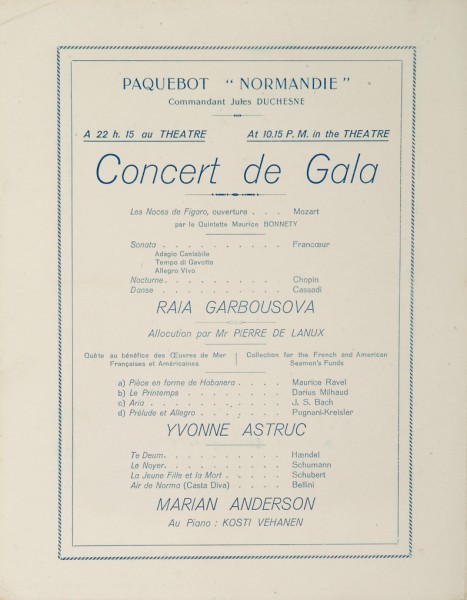 PAQUEBOT “NORMANDIE”
Commandant Jules DUCHESNE
A 22 h. 15 au THEATRE At 10.15 P. M. in the THEATRE
Concert de Gala
Les Noces de Figaro, ouverture . . . Mozart
par le Quintette Maurice BONNETY
Sonata . . . . . . . . . . Francœur
Adagio Cantabile
Tempo di Gavotte
Allegro Vivo
Nocturne . . . . . . . . . . Chopin
Danse . . . . . . . . . . Cassadi
RAIA GARBOUSOVA
Allocution par Mr PIERRE DE LANUX
Quête au bénéfice des Œuvres de Mer Collection for the French and American
Françaises et Américaines Seamen's Funds
a) Pièce en forme de Habanera . . . . Maurice Ravel
b) Le Printemps . . . . . . . . Darius Milhaud
c) Aria . . . . . . . . . . J. S. Bach
d) Prélude et Allegro . . . . . . . Pugnani-Kreisler
YVONNE ASTRUC
Te Deum . . . . . . . . . . Hændel
Le Noyer . . . . . . . . . . Schumann
La Jeune Fille et la Mort . . . . . Schubert
Air de Norma (Casta Diva) . . . . Bellini
MARIAN ANDERSON
Au Piano : KOSTI VEHANEN